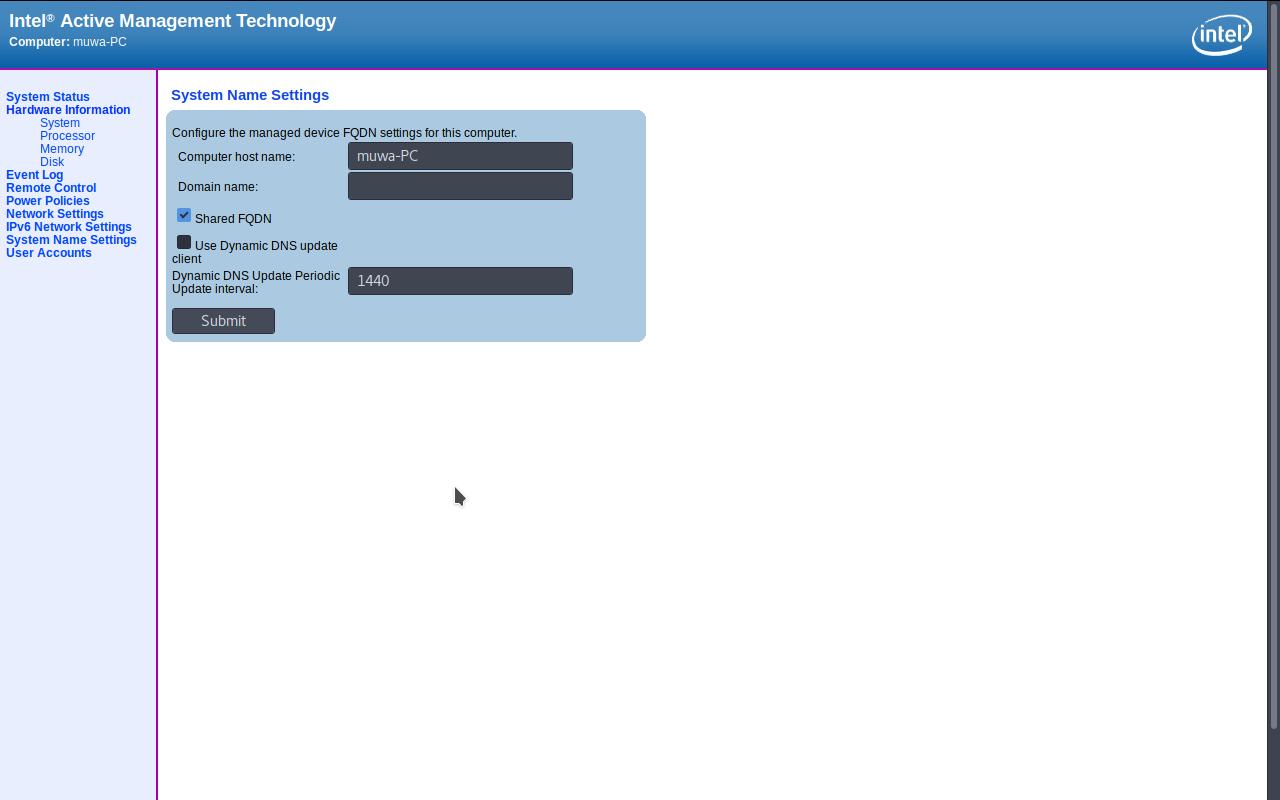 Intel® Active Management Technology
Computer: muwa-PC
intel
System Status
Hardware Information
System
Processor
Memory
Disk
Event Log
Remote Control
Power Policies
Network Settings
IPv6 Network Settings
System Name Settings
User Accounts
System Name Settings
Configure the managed device FQDN settings for this computer.
Computer host name: muwa-PC
Domain name:
Shared FQDN
Use Dynamic DNS update
client
Dynamic DNS Update Periodic
Update interval: 1440
Submit